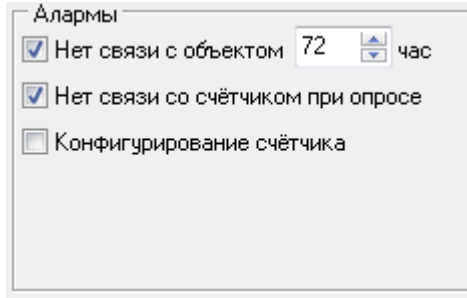 Алармы
Нет связи с объектом 72 час
Нет связи со счётчиком при опросе
Конфигурирование счётчика